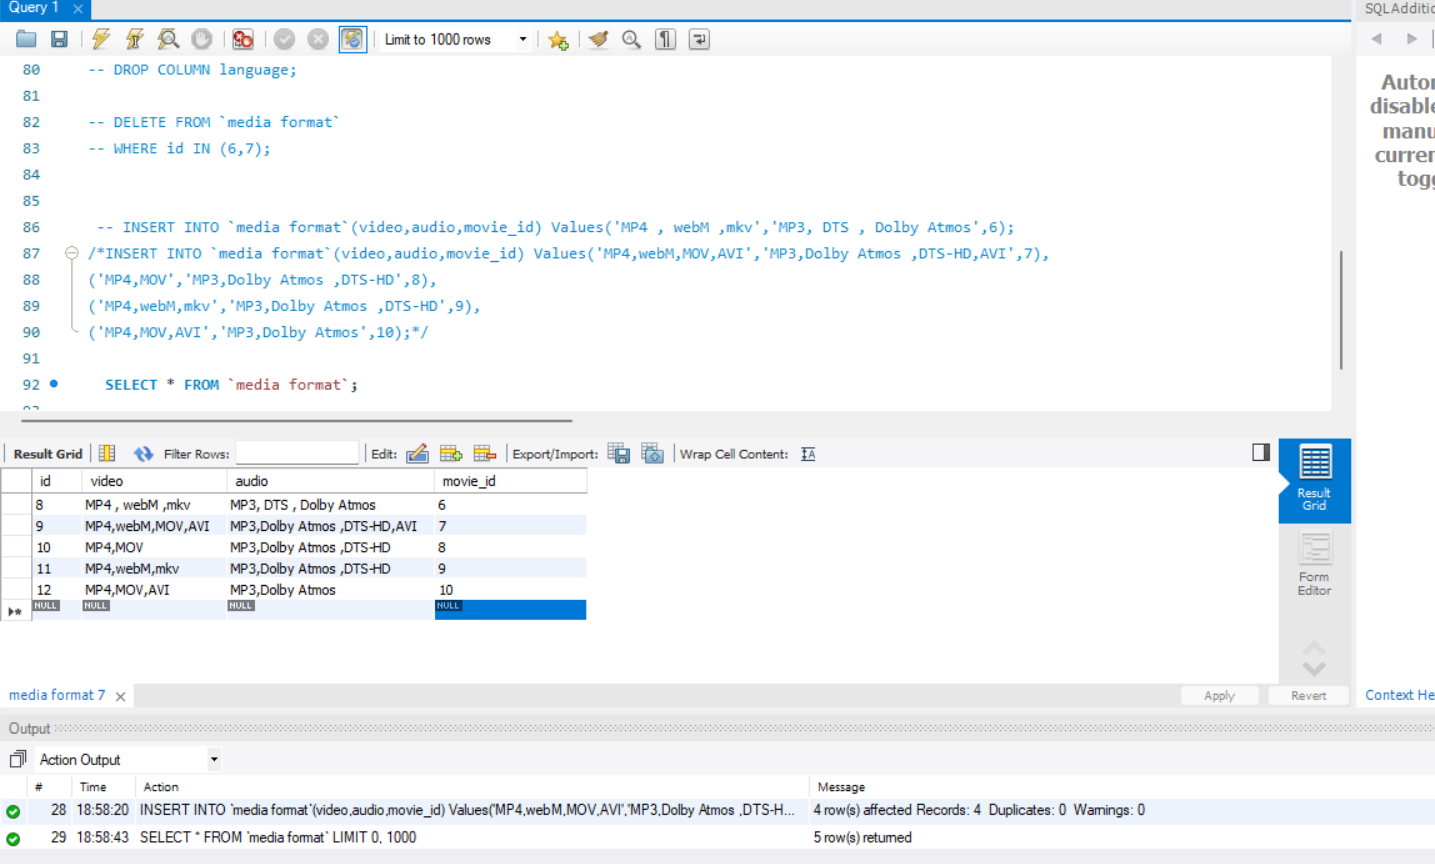 Query 1
SQLAdditio
Limit to 1000 rows
80 -- DROP COLUMN language;
81
82 -- DELETE FROM `media format`
83 -- WHERE id IN (6,7);
84
85
86 -- INSERT INTO `media format`(video,audio,movie_id) Values('MP4 , webM ,mkv','MP3, DTS , Dolby Atmos',6);
87 /*INSERT INTO `media format`(video,audio,movie_id) Values('MP4,webM,MOV,AVI','MP3,Dolby Atmos ,DTS-HD,AVI',7),
88 ('MP4,MOV','MP3,Dolby Atmos ,DTS-HD',8),
89 ('MP4,webM,mkv','MP3,Dolby Atmos ,DTS-HD',9),
90 ('MP4,MOV,AVI','MP3,Dolby Atmos',10);*/
91
92 SELECT * FROM `media format`;
Autor
disable
manu
currer
togg
Result Grid Filter Rows: Edit: Export/Import: Wrap Cell Content: IA
id video audio movie_id
8 MP4 , webM ,mkv MP3, DTS , Dolby Atmos 6
9 MP4,webM,MOV,AVI MP3,Dolby Atmos ,DTS-HD,AVI 7
10 MP4,MOV MP3,Dolby Atmos ,DTS-HD 8
11 MP4,webM,mkv MP3,Dolby Atmos ,DTS-HD 9
12 MP4,MOV,AVI MP3,Dolby Atmos 10
NULL NULL NULL NULL
Result
Grid
Form
Editor
media format 7 Apply Revert Context He
Output
Action Output
# Time Action Message
28 18:58:20 INSERT INTO `media format`(video,audio,movie_id) Values('MP4,webM,MOV,AVI','MP3,Dolby Atmos ,DTS-H... 4 row(s) affected Records: 4 Duplicates: 0 Warnings: 0
29 18:58:43 SELECT * FROM `media format` LIMIT 0, 1000 5 row(s) returned